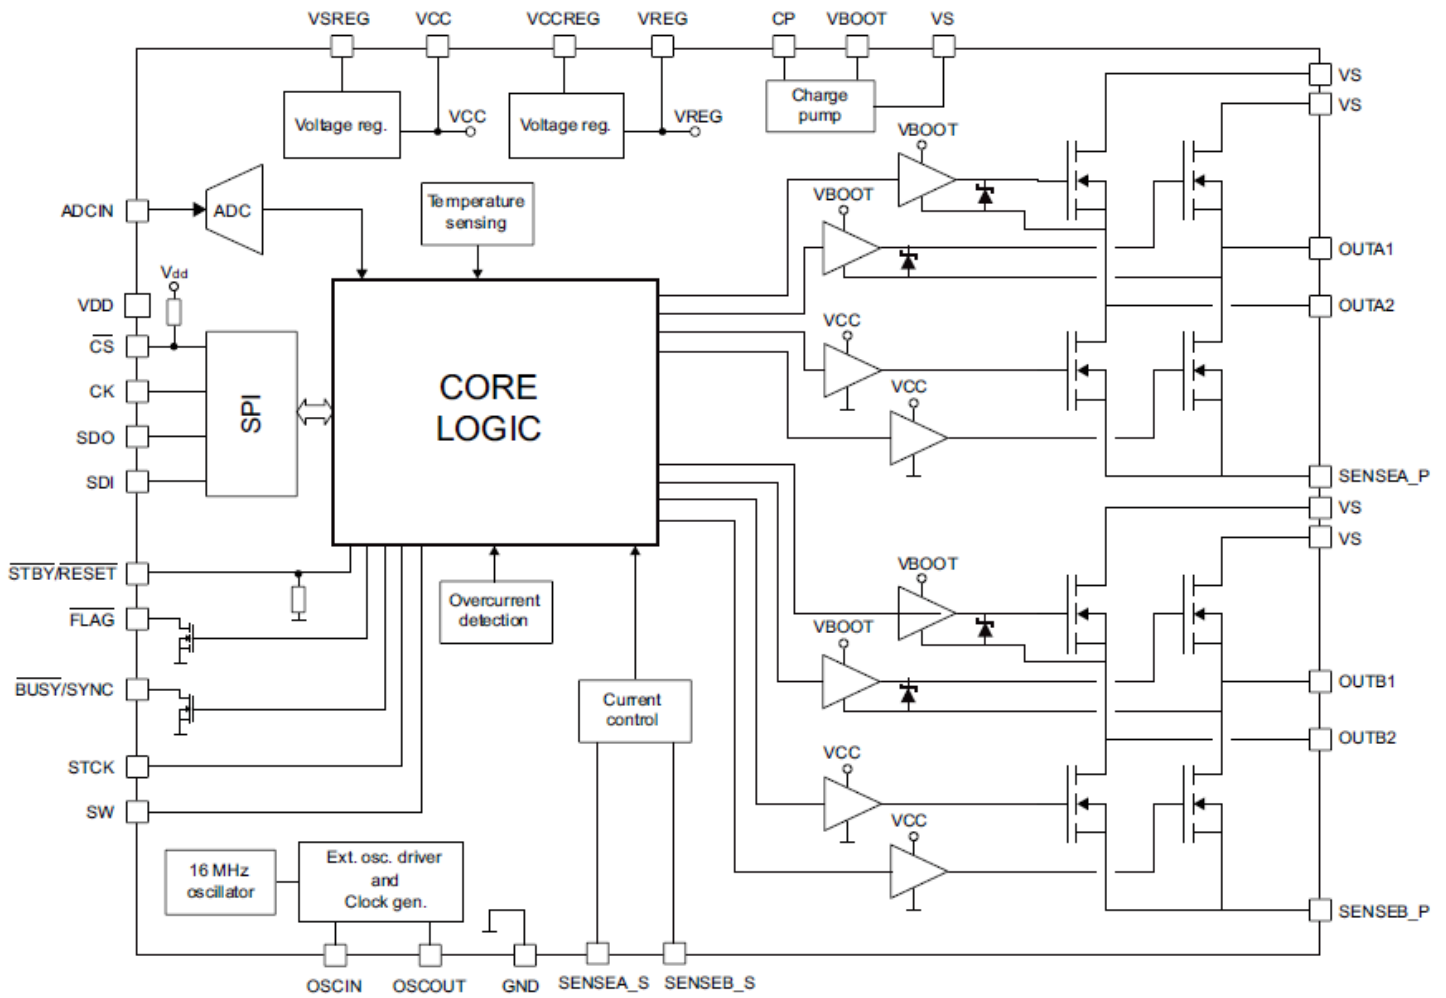 VSREG
VCC
VCCREG
VREG
CP
VBOOT
VS
VS
VS
Voltage reg.
VCC
Voltage reg.
VREG
Charge
pump
VBOOT
ADCIN
ADC
Temperature
sensing
VBOOT
OUTA1
Vdd
VDD
OUTA2
CS
VCC
CK
CORE
LOGIC
SPI
VCC
SDO
SDI
SENSEA_P
VS
VS
STBY/RESET
VBOOT
FLAG
Overcurrent
detection
VBOOT
BUSY/SYNC
OUTB1
Current
control
OUTB2
STCK
VCC
SW
VCC
16 MHz
oscillator
Ext. osc. driver
and
Clock gen.
SENSEB_P
OSCIN
OSCOUT
GND
SENSEA_S
SENSEB_S